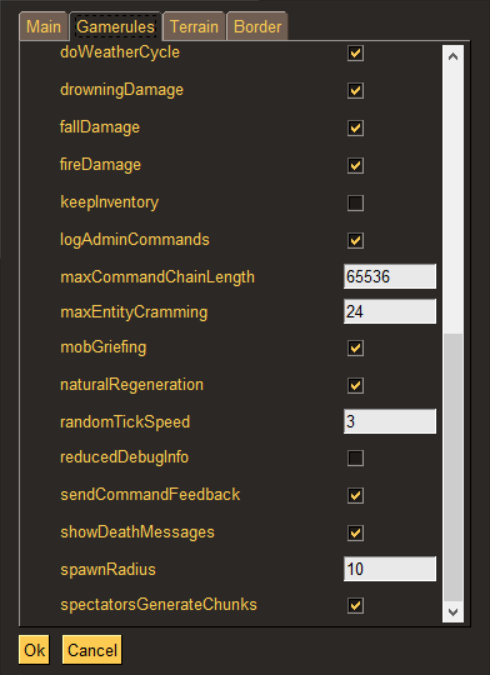 Main Gamerules Terrain Border
doWeatherCycle
drowningDamage
fallDamage
fireDamage
keepInventory
logAdminCommands
maxCommandChainLength 65536
maxEntityCramming 24
mobGriefing
naturalRegeneration
randomTickSpeed 3
reducedDebugInfo
sendCommandFeedback
showDeathMessages
spawnRadius 10
spectatorsGenerateChunks
Ok Cancel